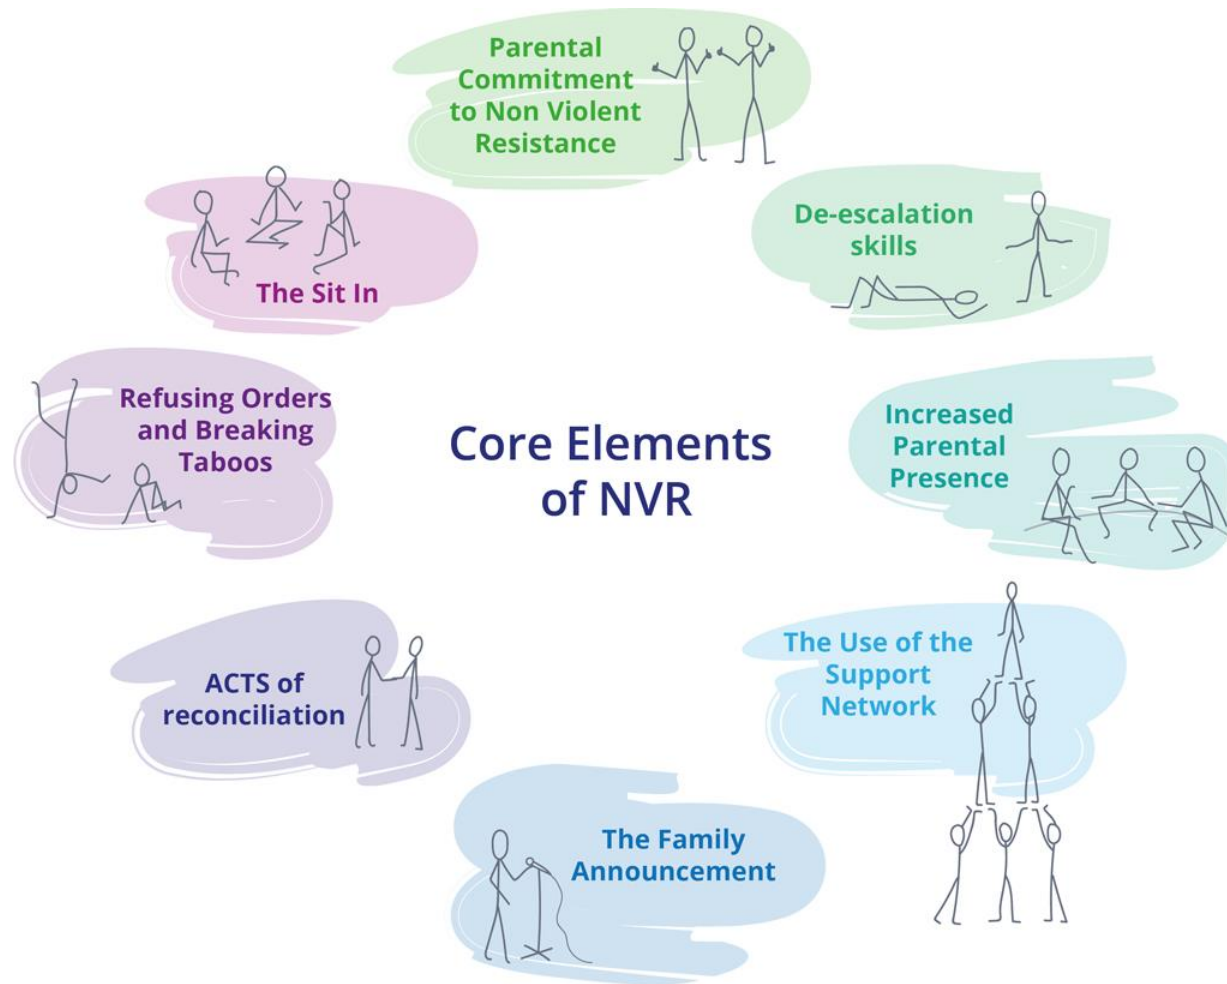 Parental
Commitment
to Non Violent
Resistance
De-escalation
skills
Increased
Parental
Presence
The Use of the
Support
Network
The Family
Announcement
ACTS of
reconciliation
Refusing Orders
and Breaking
Taboos
The Sit In
Core Elements
of NVR